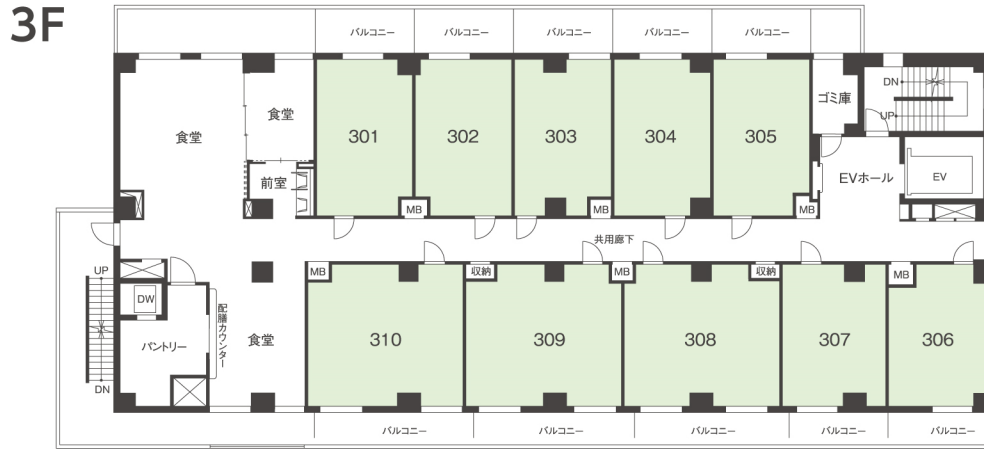 3F
バルコニー
バルコニー
バルコニー
バルコニー
バルコニー
食堂
食堂
前室
301
302
303
304
305
ゴミ庫
DN
UP
EVホール
EV
MB
MB
MB
共用廊下
UP
DN
DW
パントリー
配膳カウンター
食堂
MB
収納
MB
収納
MB
310
309
308
307
306
バルコニー
バルコニー
バルコニー
バルコニー
バルコニー